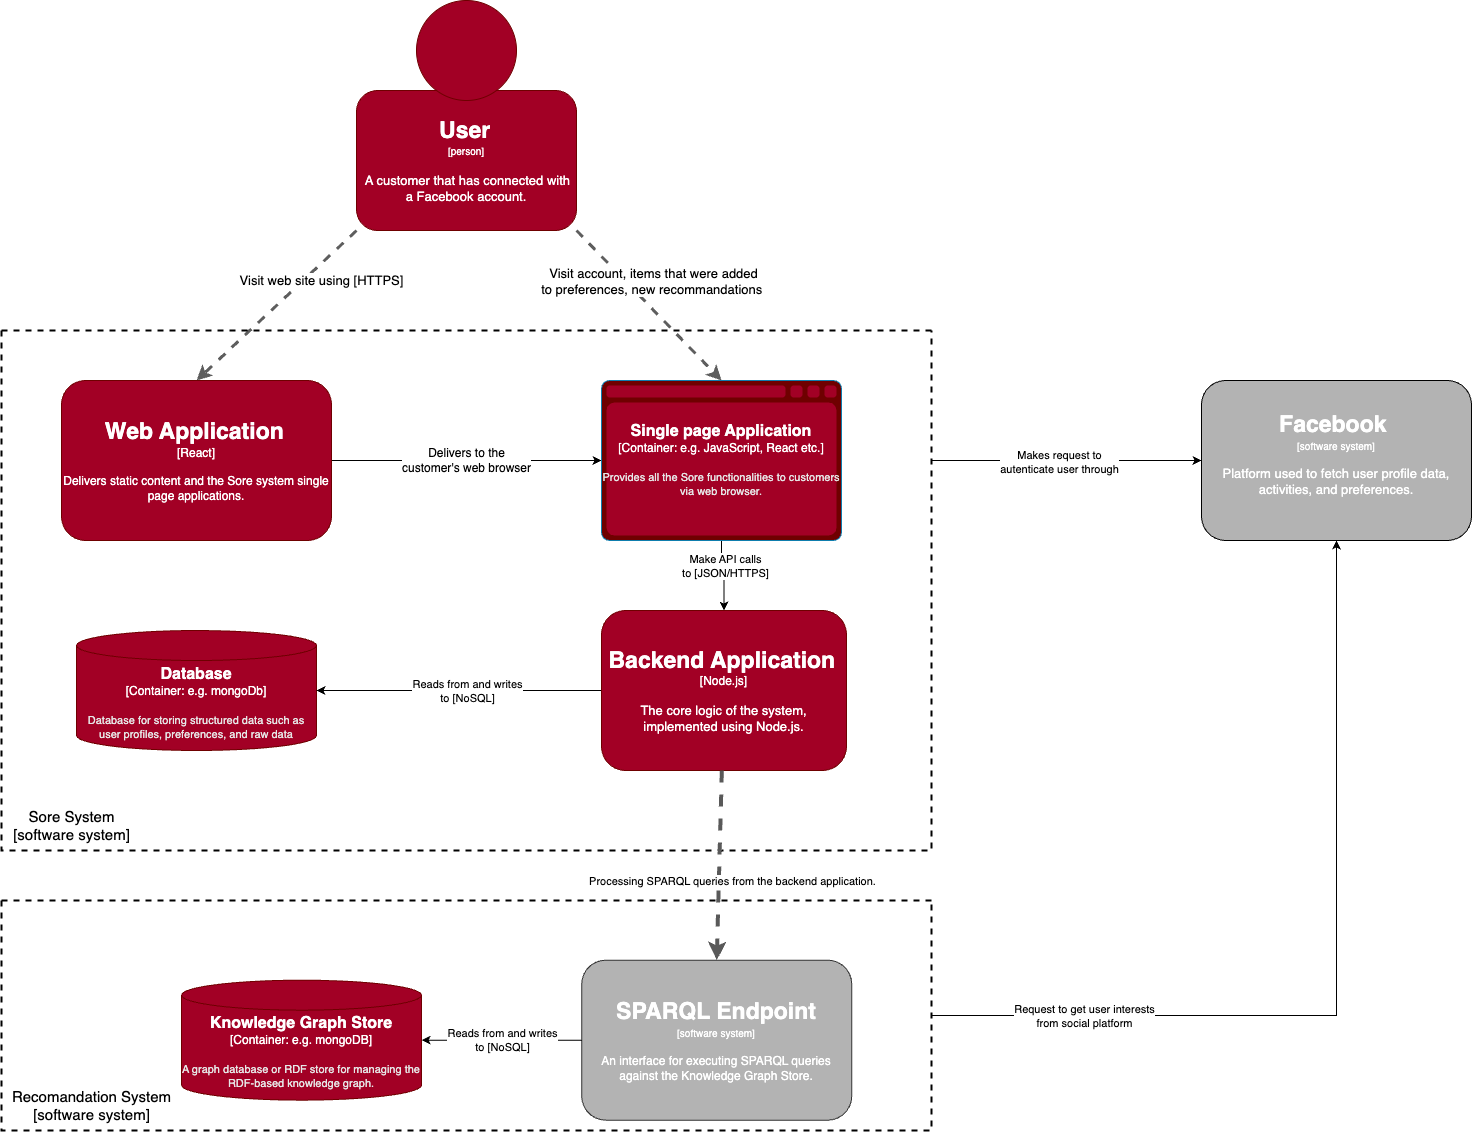 User
[person]
A customer that has connected with
a Facebook account.
Visit web site using [HTTPS]
Visit account, items that were added
to preferences, new recommandations
Web Application
[React]
Delivers static content and the Sore system single
page applications.
Delivers to the
customer's web browser
Single page Application
[Container: e.g. JavaScript, React etc.]
Provides all the Sore functionalities to customers
via web browser.
Makes request to
autenticate user through
Facebook
[software system]
Platform used to fetch user profile data,
activities, and preferences.
Make API calls
to [JSON/HTTPS]
Database
[Container: e.g. mongoDb]
Database for storing structured data such as
user profiles, preferences, and raw data
Reads from and writes
to [NoSQL]
Backend Application
[Node.js]
The core logic of the system,
implemented using Node.js.
Sore System
[software system]
Processing SPARQL queries from the backend application.
Knowledge Graph Store
[Container: e.g. mongoDB]
A graph database or RDF store for managing the
RDF-based knowledge graph.
Reads from and writes
to [NoSQL]
SPARQL Endpoint
[software system]
An interface for executing SPARQL queries
against the Knowledge Graph Store.
Request to get user interests
from social platform
Recomandation System
[software system]